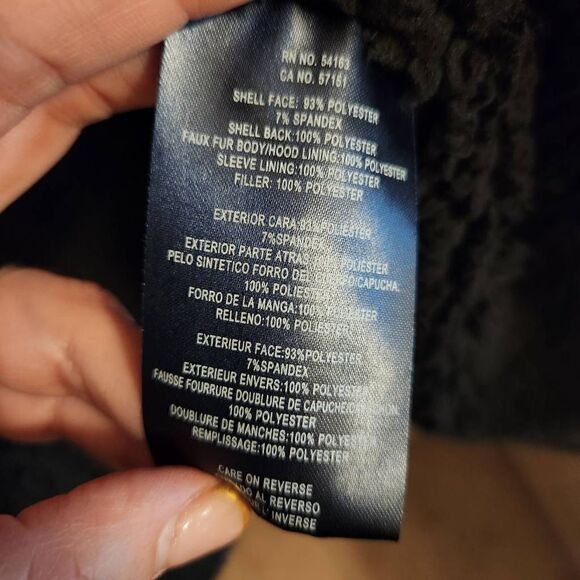 RN NO. 54163
CA NO. 57151
SHELL FACE: 93% POLYESTER
7% SPANDEX
SHELL BACK:100% POLYESTER
FAUX FUR BODY/HOOD LINING:100% POLYESTER
SLEEVE LINING:100% POLYESTER
FILLER: 100% POLYESTER
EXTERIOR CARA:93%POLIESTER
7%SPANDEX
EXTERIOR PARTE ATRAS POLIESTER
PELO SINTETICO FORRO DEL CAPUCHA:
100% POLIESTER
FORRO DE LA MANGA:100% POLIESTER
RELLENO:100% POLIESTER
EXTERIEUR FACE:93%POLYESTER
7%SPANDEX
EXTERIEUR ENVERS:100% POLYESTER
FAUSSE FOURRURE DOUBLURE DE
100% POLYESTER
DOUBLURE DE MANCHES:100% POLYESTER
REMPLISSAGE:100% POLYESTER
CARE ON REVERSE
AL REVERSO
INVERSE